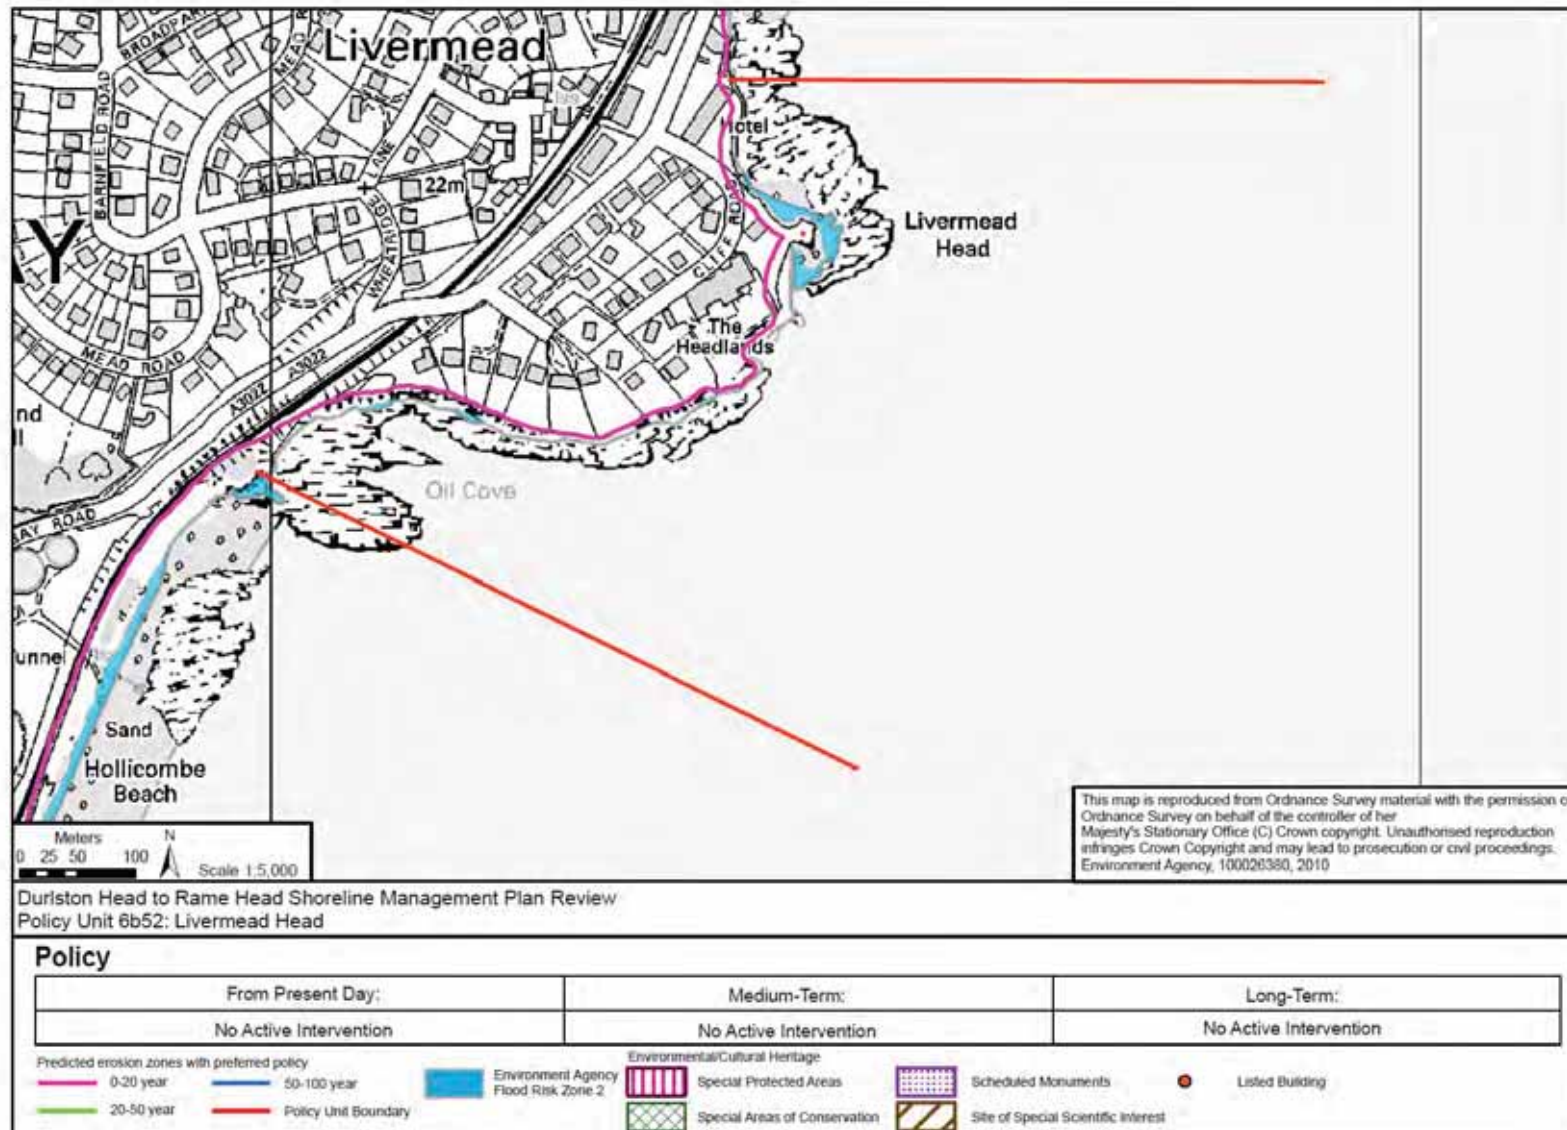 Livermead
BROADPARK
MEAD R
BARNFIELD ROAD
LANE
22m
WHEATRIDGE
Hotel
CLIFF ROAD
Livermead
Head
AY
The
Headlands
MEAD ROAD
A3022
A3022
nd
ll
Oil Cove
AY ROAD
unnel
Sand
Hollicombe
Beach
Meters
N
0 25 50 100
Scale 1:5,000
This map is reproduced from Ordnance Survey material with the permission o
Ordnance Survey on behalf of the controller of her
Majesty's Stationary Office (C) Crown copyright. Unauthorised reproduction
infringes Crown Copyright and may lead to prosecution or civil proceedings.
Environment Agency, 100026380, 2010
Durlston Head to Rame Head Shoreline Management Plan Review
Policy Unit 6b52: Livermead Head
Policy
From Present Day: Medium-Term: Long-Term:
No Active Intervention No Active Intervention No Active Intervention
Predicted erosion zones with preferred policy
0-20 year 50-100 year
20-50 year Policy Unit Boundary
Environment Agency
Flood Risk Zone 2
Environmental/Cultural Heritage
Special Protected Areas Scheduled Monuments Listed Building
Special Areas of Conservation Site of Special Scientific Interest